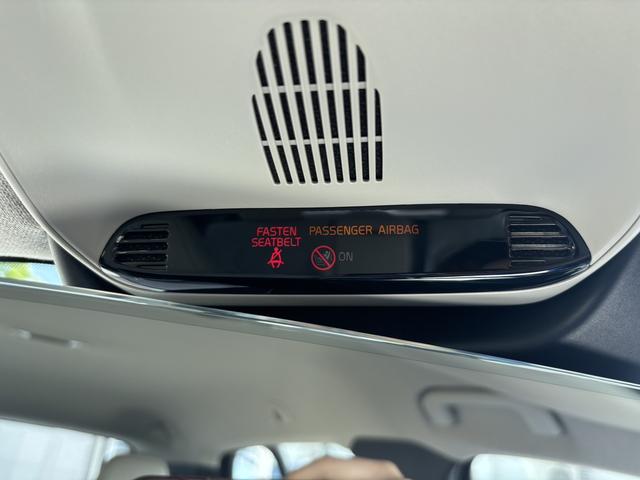 FASTEN
SEATBELT
PASSENGER AIRBAG
ON